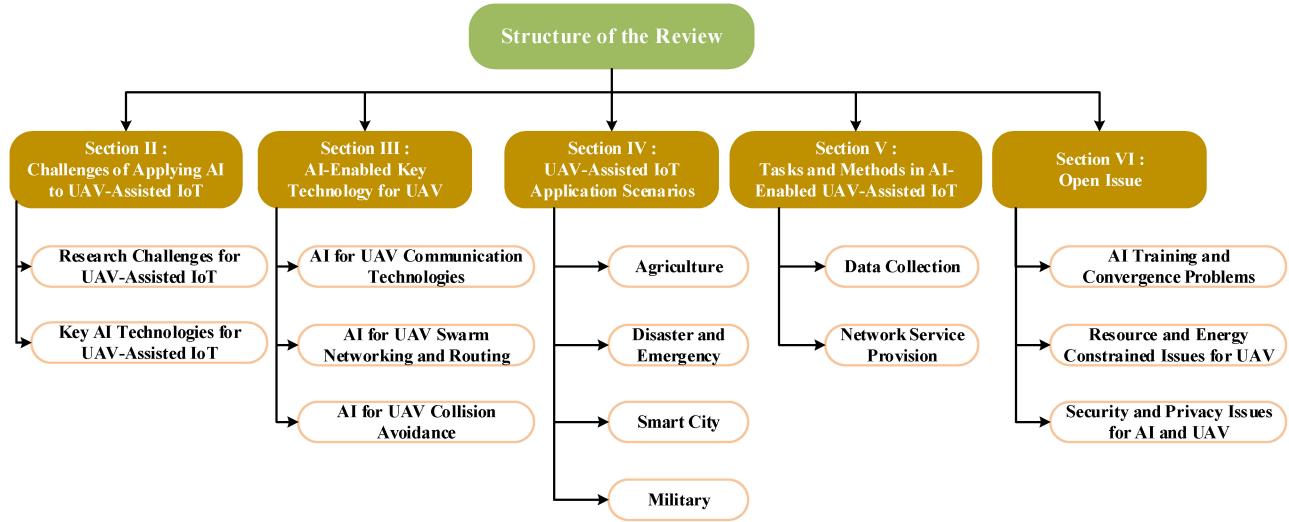 Structure of the Review
Section II :
Challenges of Applying AI
to UAV-Assisted IoT
Research Challenges for
UAV-Assisted IoT
Key AI Technologies for
UAV-Assisted IoT
Section III :
AI-Enabled Key
Technology for UAV
AI for UAV Communication
Technologies
AI for UAV Swarm
Networking and Routing
AI for UAV Collision
Avoidance
Section IV :
UAV-Assisted IoT
Application Scenarios
Agriculture
Disaster and
Emergency
Smart City
Military
Section V :
Tasks and Methods in AI-
Enabled UAV-Assisted IoT
Data Collection
Network Service
Provision
Section VI :
Open Issue
AI Training and
Convergence Problems
Resource and Energy
Constrained Issues for UAV
Security and Privacy Issues
for AI and UAV